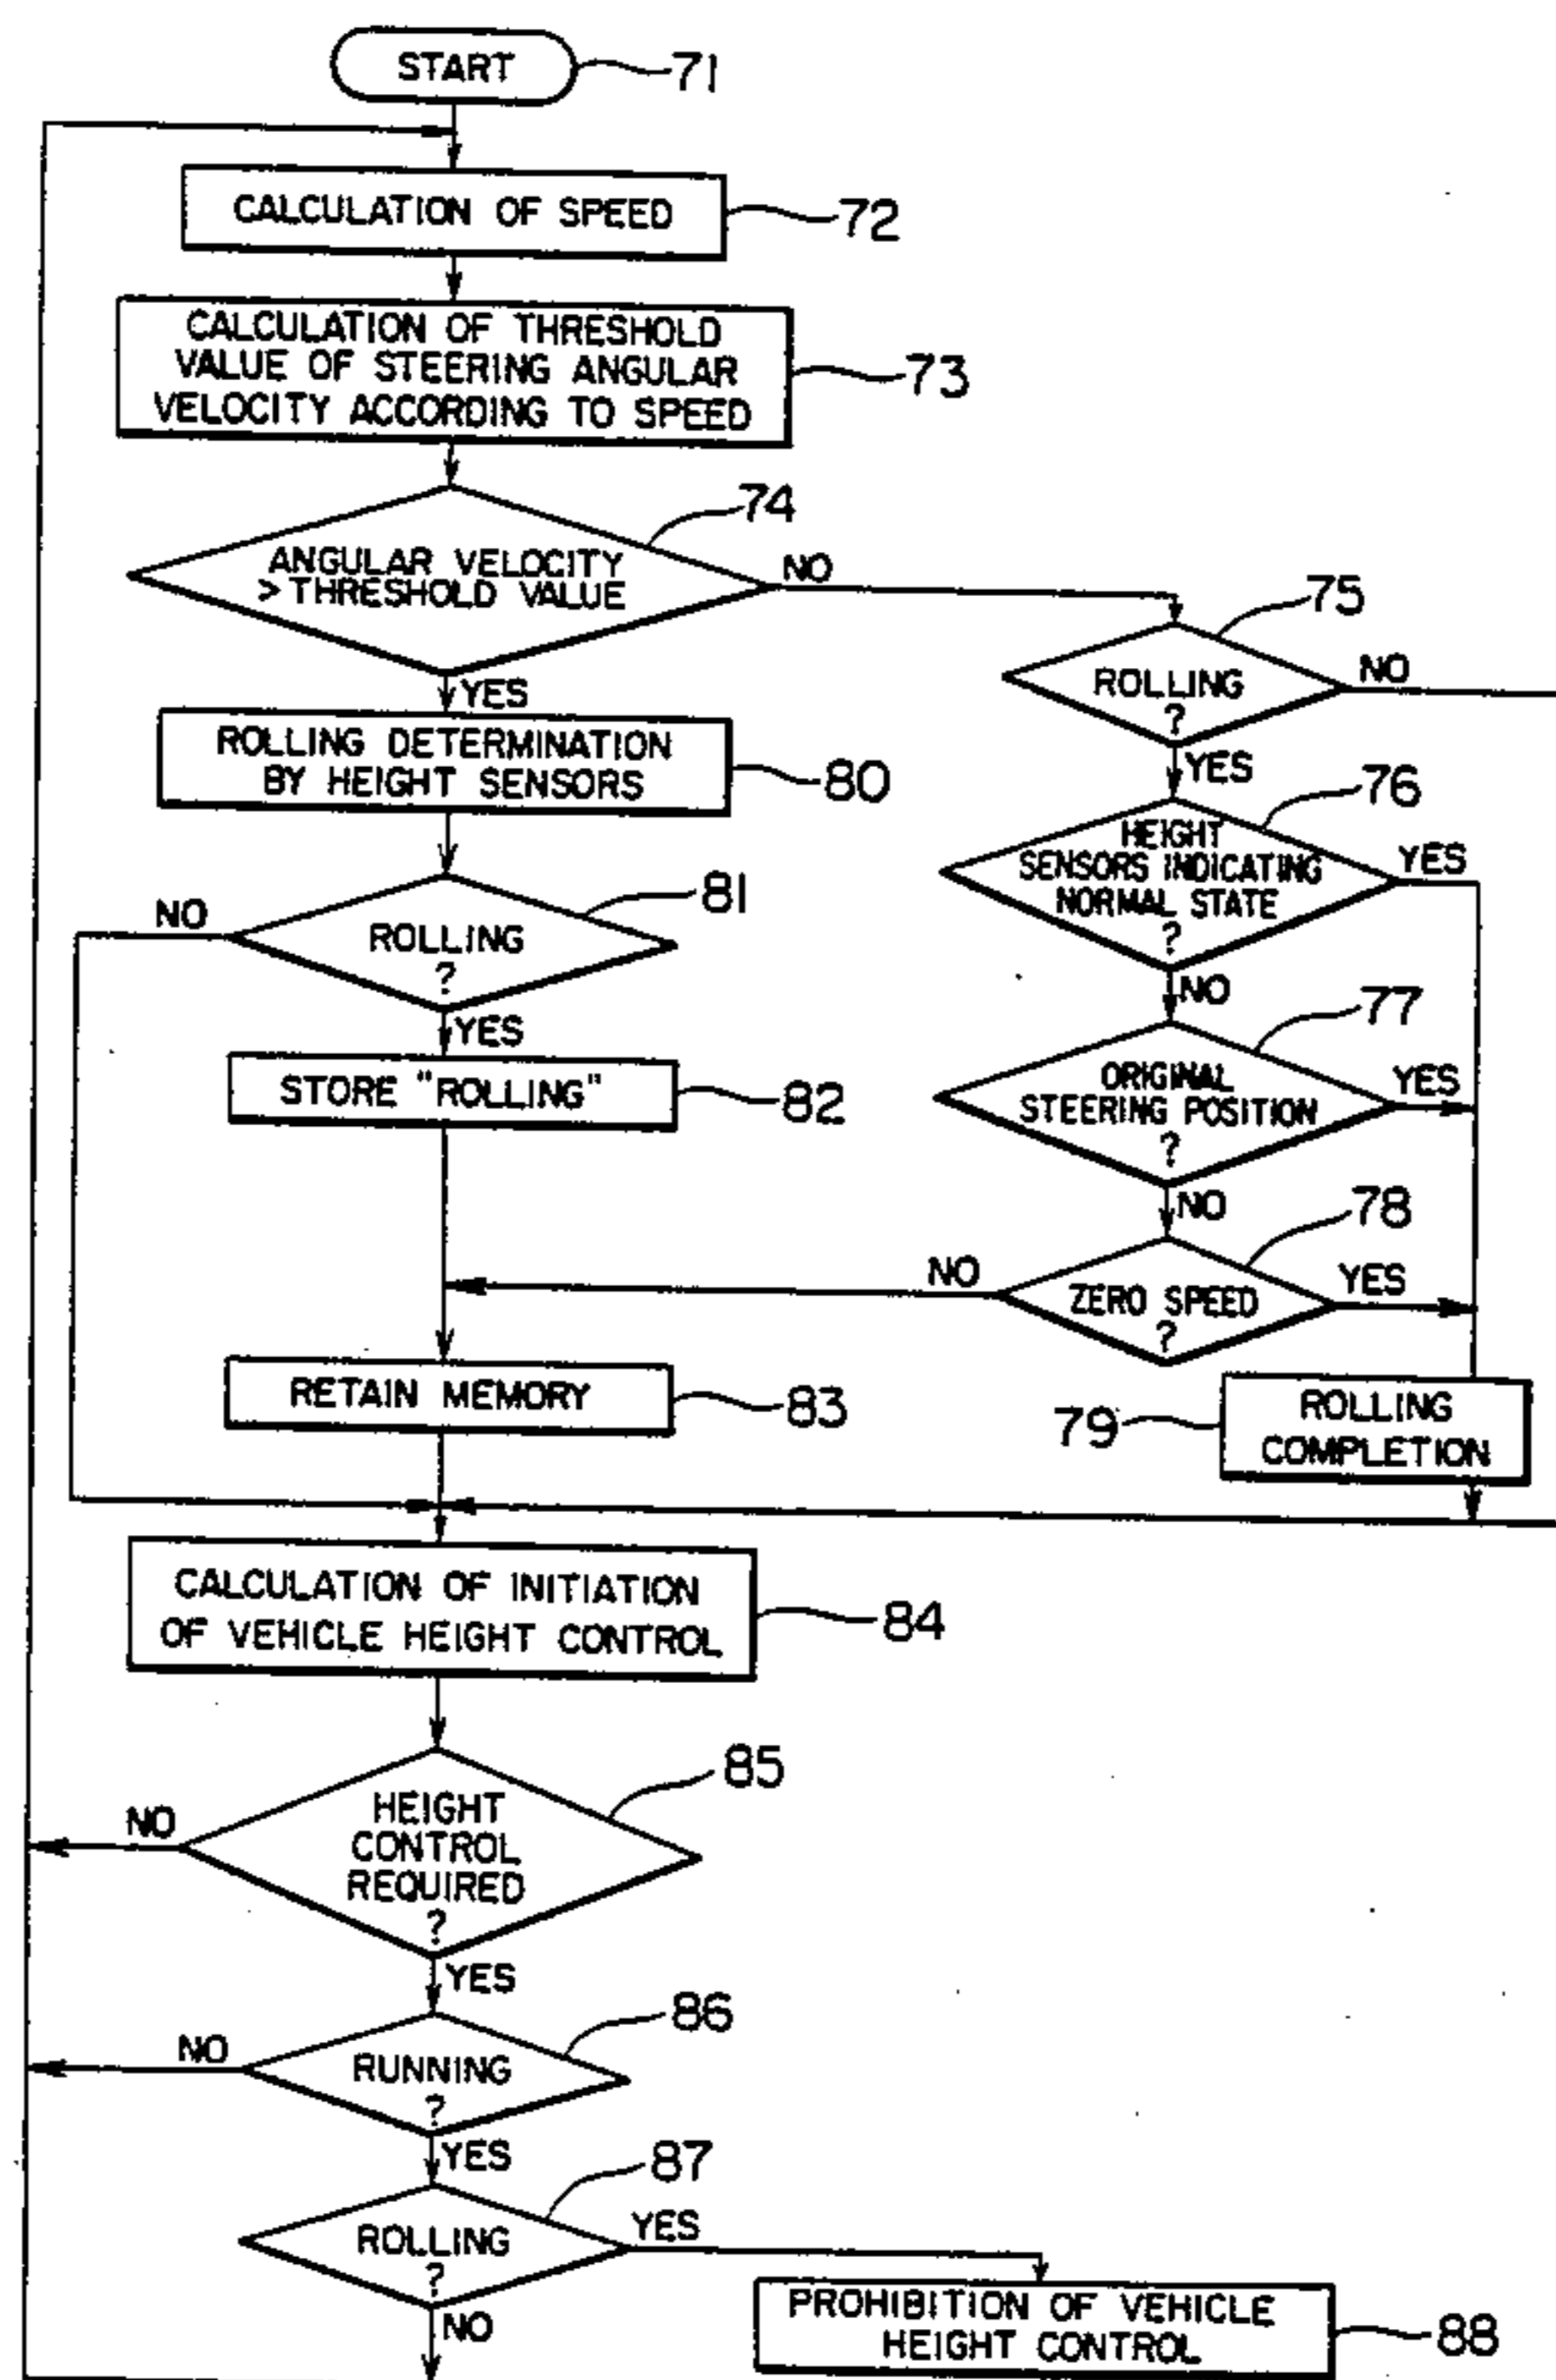 START
71
CALCULATION OF SPEED
72
CALCULATION OF THRESHOLD
VALUE OF STEERING ANGULAR
VELOCITY ACCORDING TO SPEED
73
74
ANGULAR VELOCITY
> THRESHOLD VALUE
NO
YES
75
ROLLING
?
NO
YES
ROLLING DETERMINATION
BY HEIGHT SENSORS
80
76
HEIGHT
SENSORS INDICATING
NORMAL STATE
?
YES
NO
81
NO
ROLLING
?
YES
77
ORIGINAL
STEERING POSITION
?
YES
NO
STORE "ROLLING"
82
78
NO
ZERO SPEED
?
YES
RETAIN MEMORY
83
79
ROLLING
COMPLETION
CALCULATION OF INITIATION
OF VEHICLE HEIGHT CONTROL
84
85
NO
HEIGHT
CONTROL
REQUIRED
?
YES
86
NO
RUNNING
?
YES
87
ROLLING
?
YES
NO
PROHIBITION OF VEHICLE
HEIGHT CONTROL
88